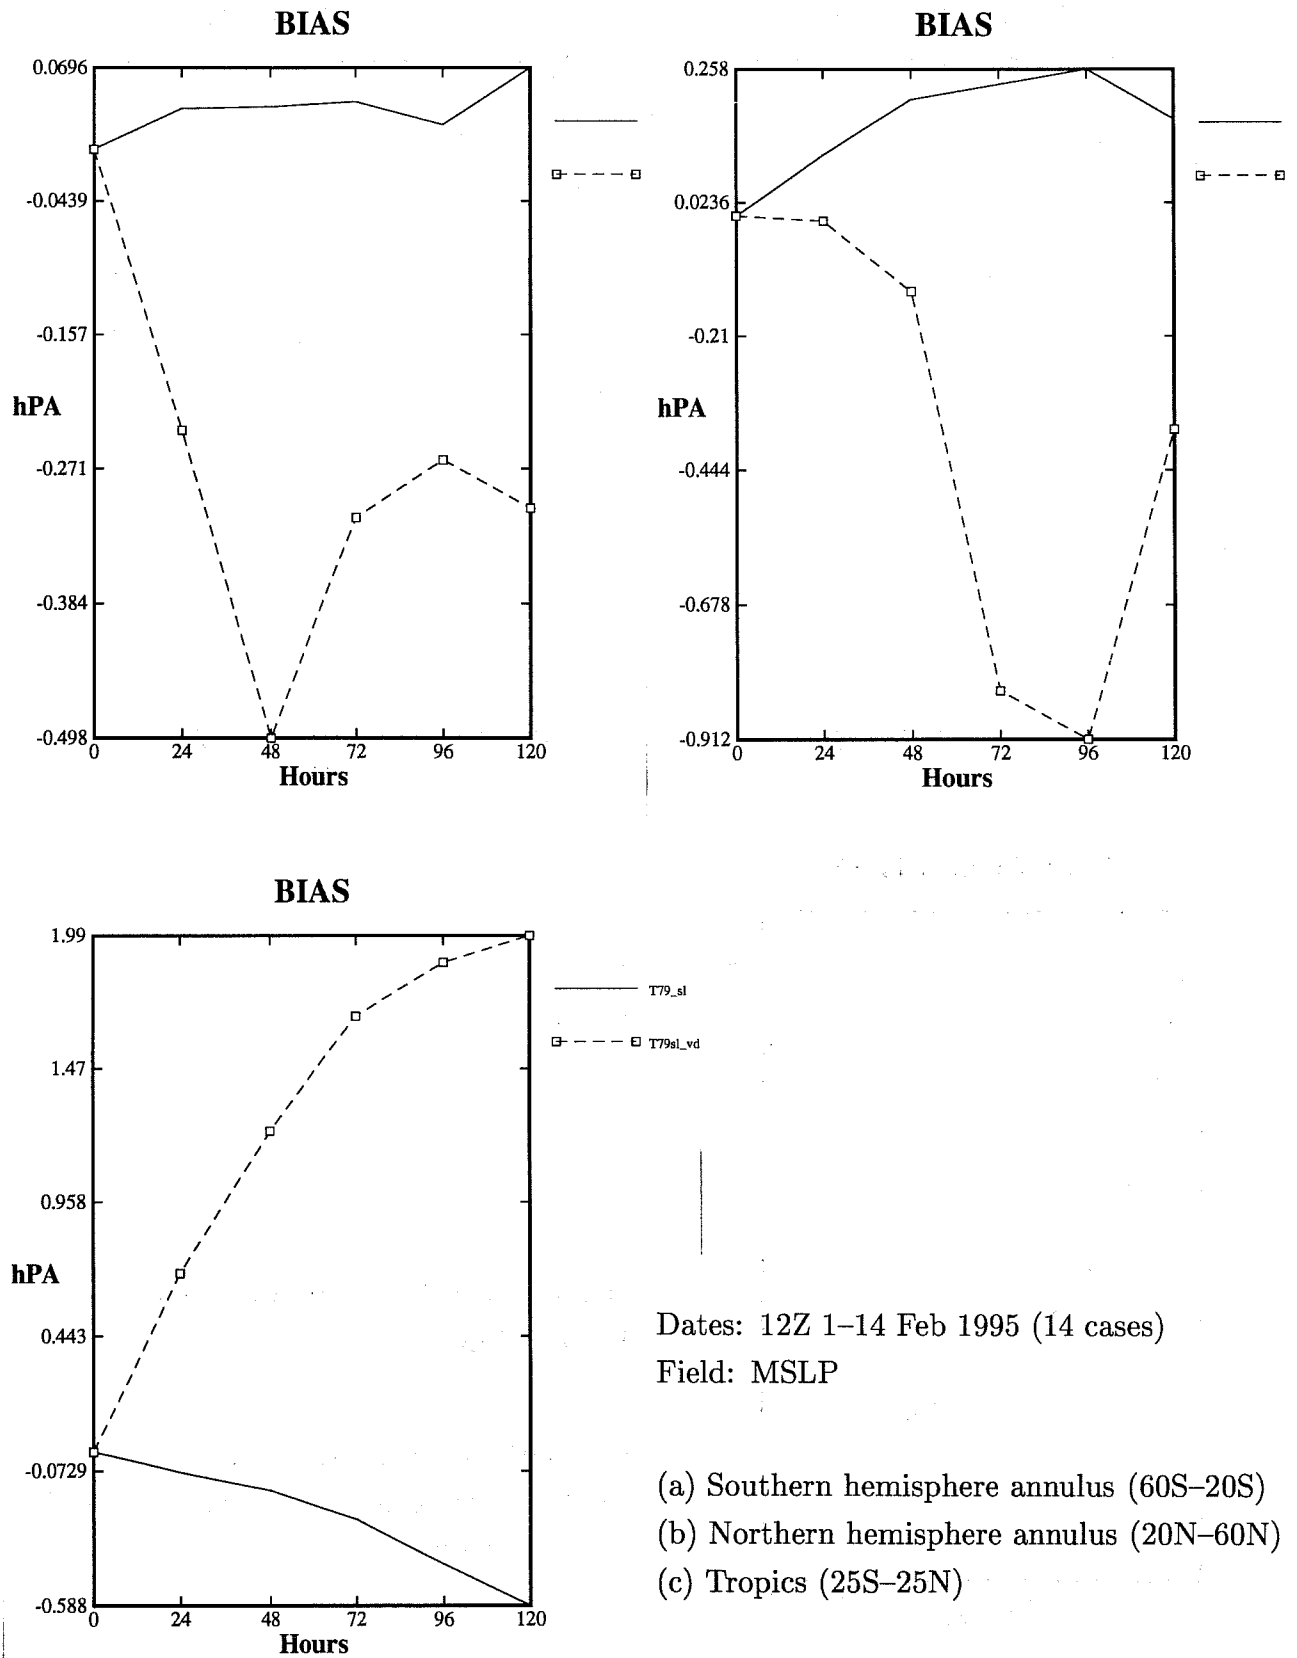 BIAS
0.0696
-0.0439
-0.157
hPA
-0.271
-0.384
-0.498
0 24 48 72 96 120
Hours
BIAS
0.258
0.0236
-0.21
hPA
-0.444
-0.678
-0.912
0 24 48 72 96 120
Hours
BIAS
1.99
1.47
0.958
hPA
0.443
-0.0729
-0.588
0 24 48 72 96 120
Hours
T79_sl
T79sl_vd
Dates: 12Z 1–14 Feb 1995 (14 cases)
Field: MSLP
(a) Southern hemisphere annulus (60S–20S)
(b) Northern hemisphere annulus (20N–60N)
(c) Tropics (25S–25N)